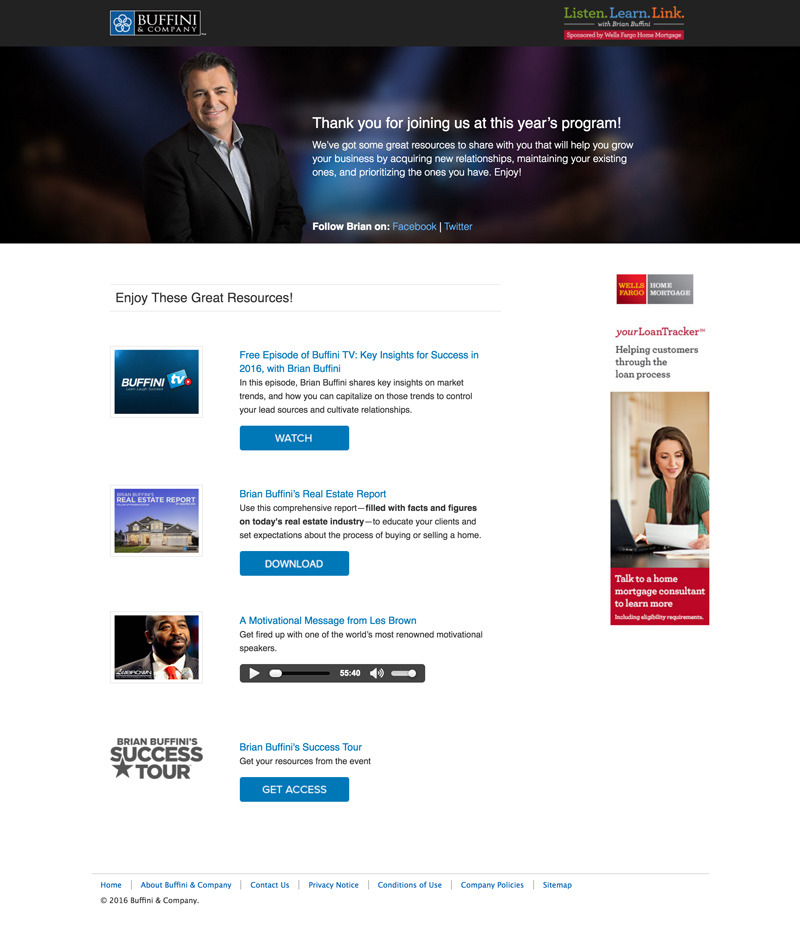 BUFFINI
& COMPANY
Listen. Learn. Link.
with Brian Buffini
Sponsored by Wells Fargo Home Mortgage
Thank you for joining us at this year's program!
We've got some great resources to share with you that will help you grow
your business by acquiring new relationships, maintaining your existing
ones, and prioritizing the ones you have. Enjoy!
Follow Brian on: Facebook | Twitter
Enjoy These Great Resources!
BUFFINI tv
Learn. Laugh. Succeed.
Free Episode of Buffini TV: Key Insights for Success in
2016, with Brian Buffini
In this episode, Brian Buffini shares key insights on market
trends, and how you can capitalize on those trends to control
your lead sources and cultivate relationships.
WATCH
BRIAN BUFFINI'S
REAL ESTATE REPORT
Brian Buffini's Real Estate Report
Use this comprehensive report—filled with facts and figures
on today's real estate industry—to educate your clients and
set expectations about the process of buying or selling a home.
DOWNLOAD
LESBROWN
A Motivational Message from Les Brown
Get fired up with one of the world's most renowned motivational
speakers.
55:40
BRIAN BUFFINI'S
SUCCESS
TOUR
Brian Buffini's Success Tour
Get your resources from the event
GET ACCESS
WELLS
FARGO
HOME
MORTGAGE
yourLoanTracker℠
Helping customers
through the
loan process
Talk to a home
mortgage consultant
to learn more
Including eligibility requirements.
Home | About Buffini & Company | Contact Us | Privacy Notice | Conditions of Use | Company Policies | Sitemap
© 2016 Buffini & Company.